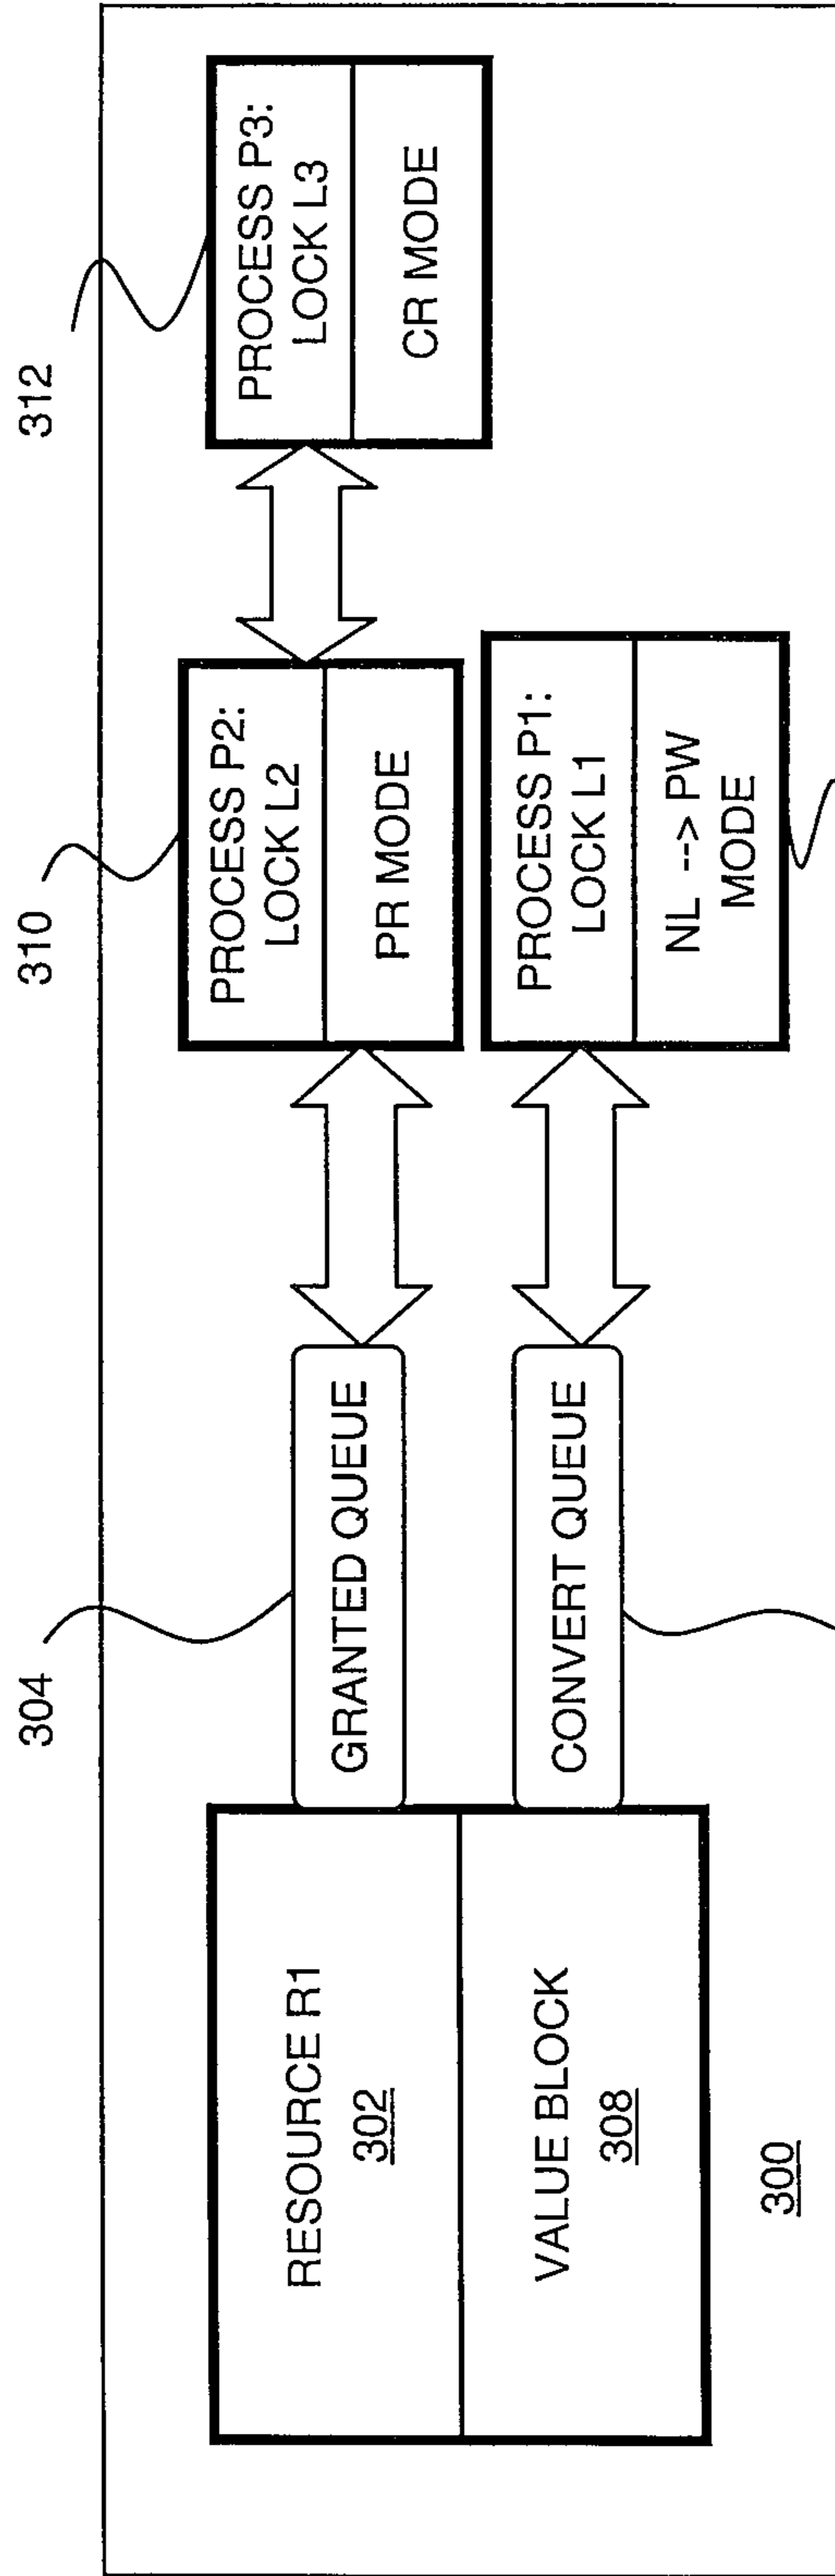 304
310
312
RESOURCE R1
302
VALUE BLOCK
308
GRANTED QUEUE
CONVERT QUEUE
PROCESS P2:
LOCK L2
PR MODE
PROCESS P3:
LOCK L3
CR MODE
PROCESS P1:
LOCK L1
NL --> PW
MODE
300